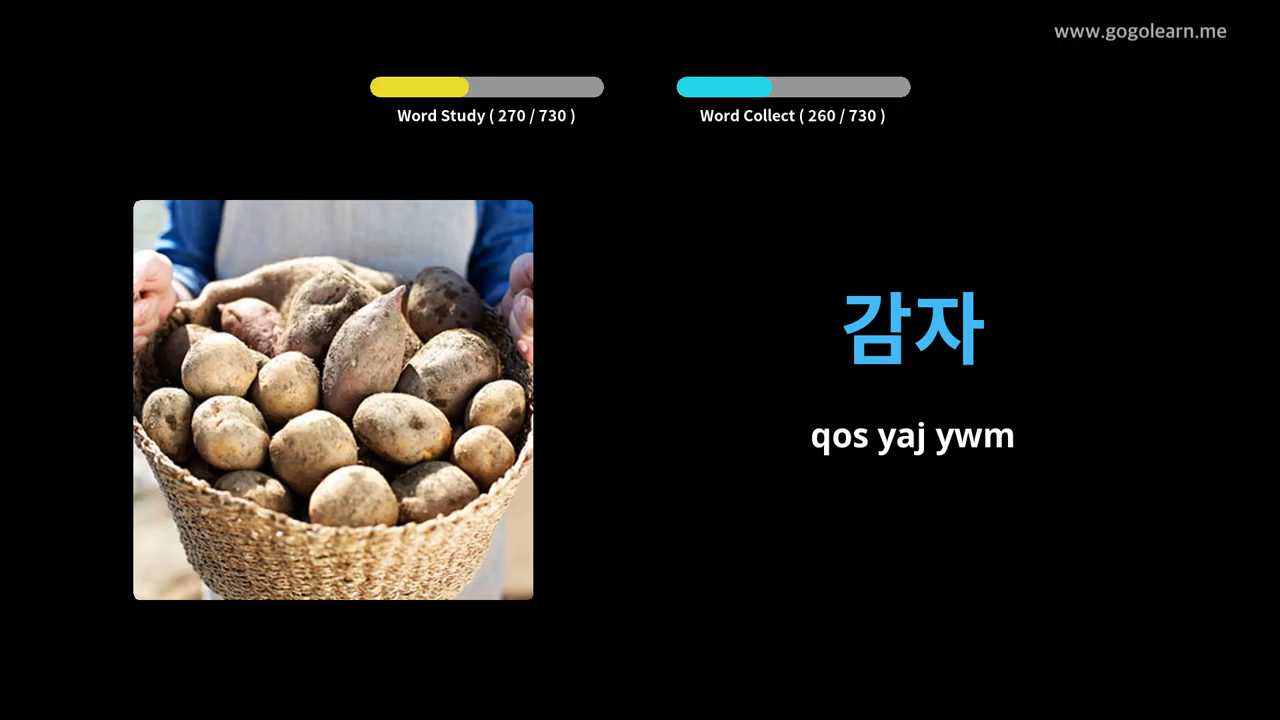 www.gogolearn.me
Word Study ( 270 / 730 )
Word Collect ( 260 / 730 )
감자
qos yaj ywm